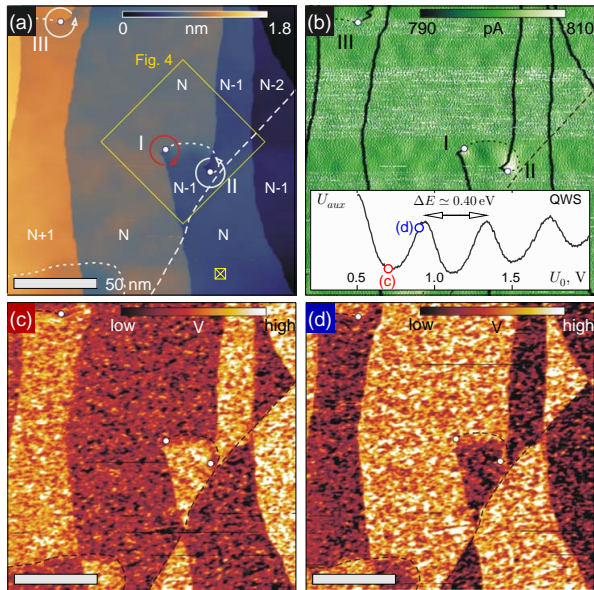 (a)
III
0 nm 1.8
Fig. 4
N N-1 N-2
I
N-1 II N-1
N+1 N N
50 nm
(b)
III
790 pA 810
I
II
U_aux ΔE ≃ 0.40 eV QWS
(d)
(c)
0.5 1.0 1.5 U_0, V
(c)
low V high
(d)
low V high